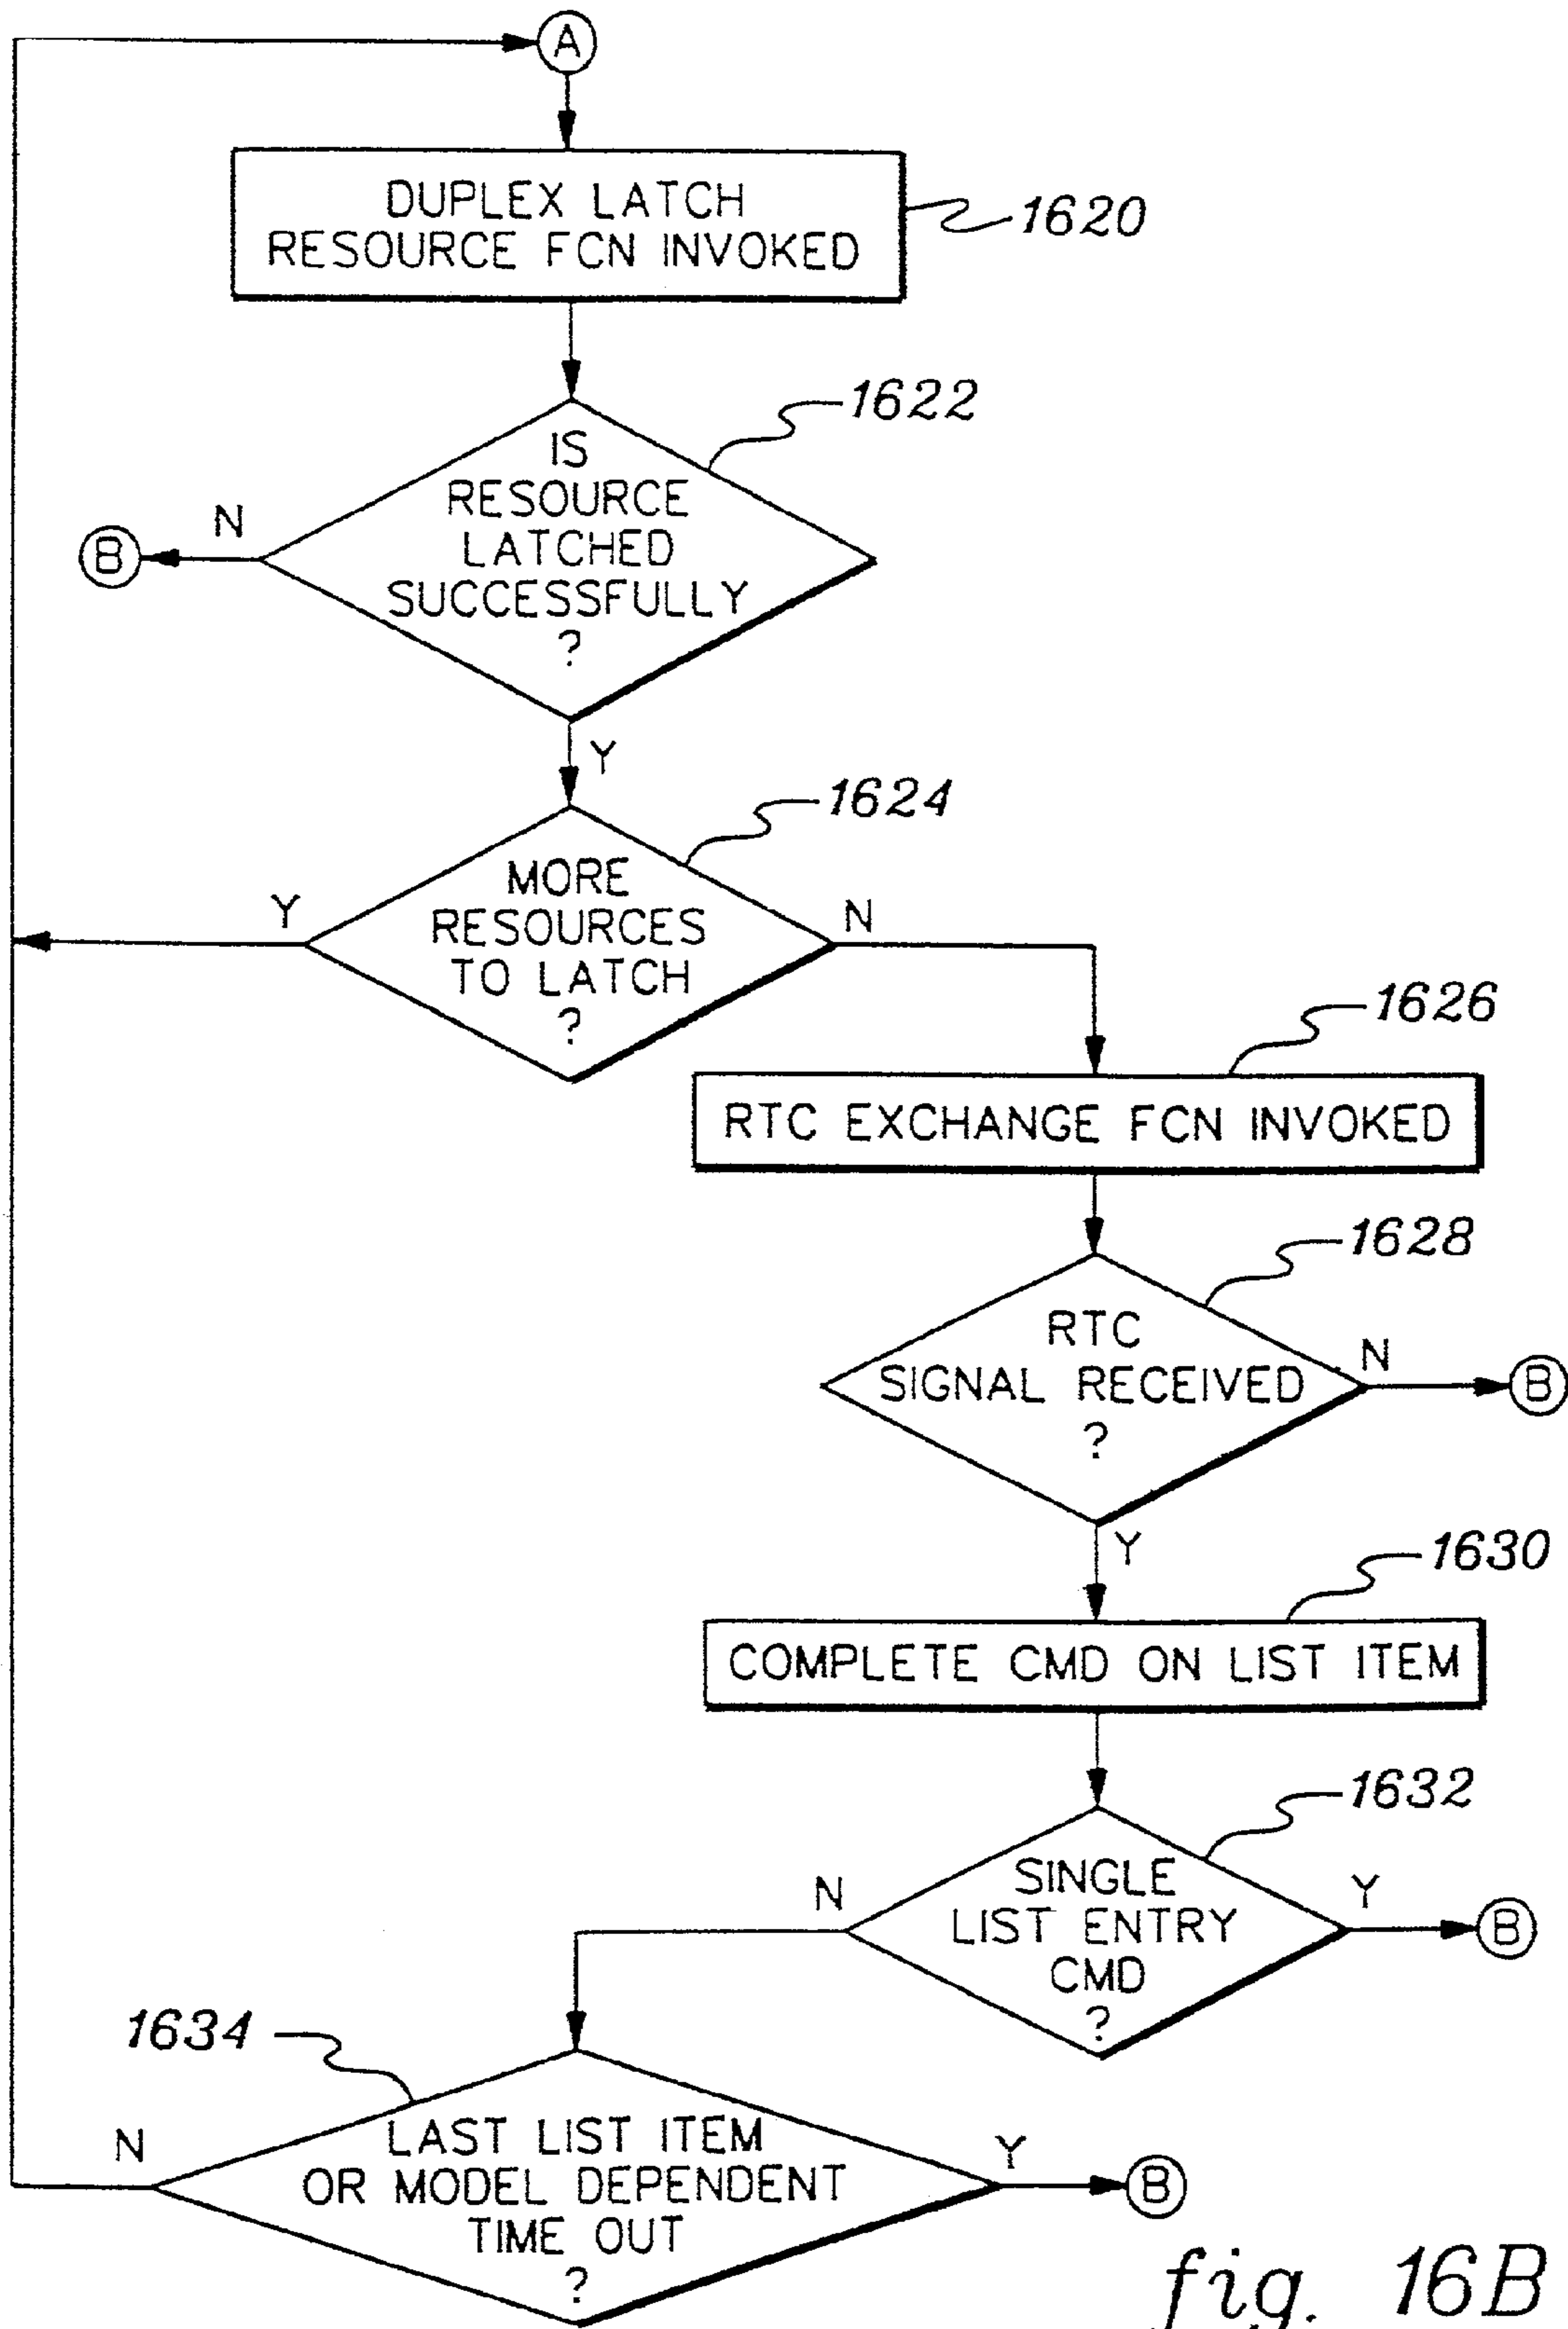 A
DUPLEX LATCH
RESOURCE FCN INVOKED
1620
1622
IS
RESOURCE
LATCHED
SUCCESSFULLY
?
N
B
Y
1624
MORE
RESOURCES
TO LATCH
?
Y
N
1626
RTC EXCHANGE FCN INVOKED
1628
RTC
SIGNAL RECEIVED
?
N
B
Y
1630
COMPLETE CMD ON LIST ITEM
1632
SINGLE
LIST ENTRY
CMD
?
N
Y
B
1634
LAST LIST ITEM
OR MODEL DEPENDENT
TIME OUT
?
N
Y
B
fig. 16B